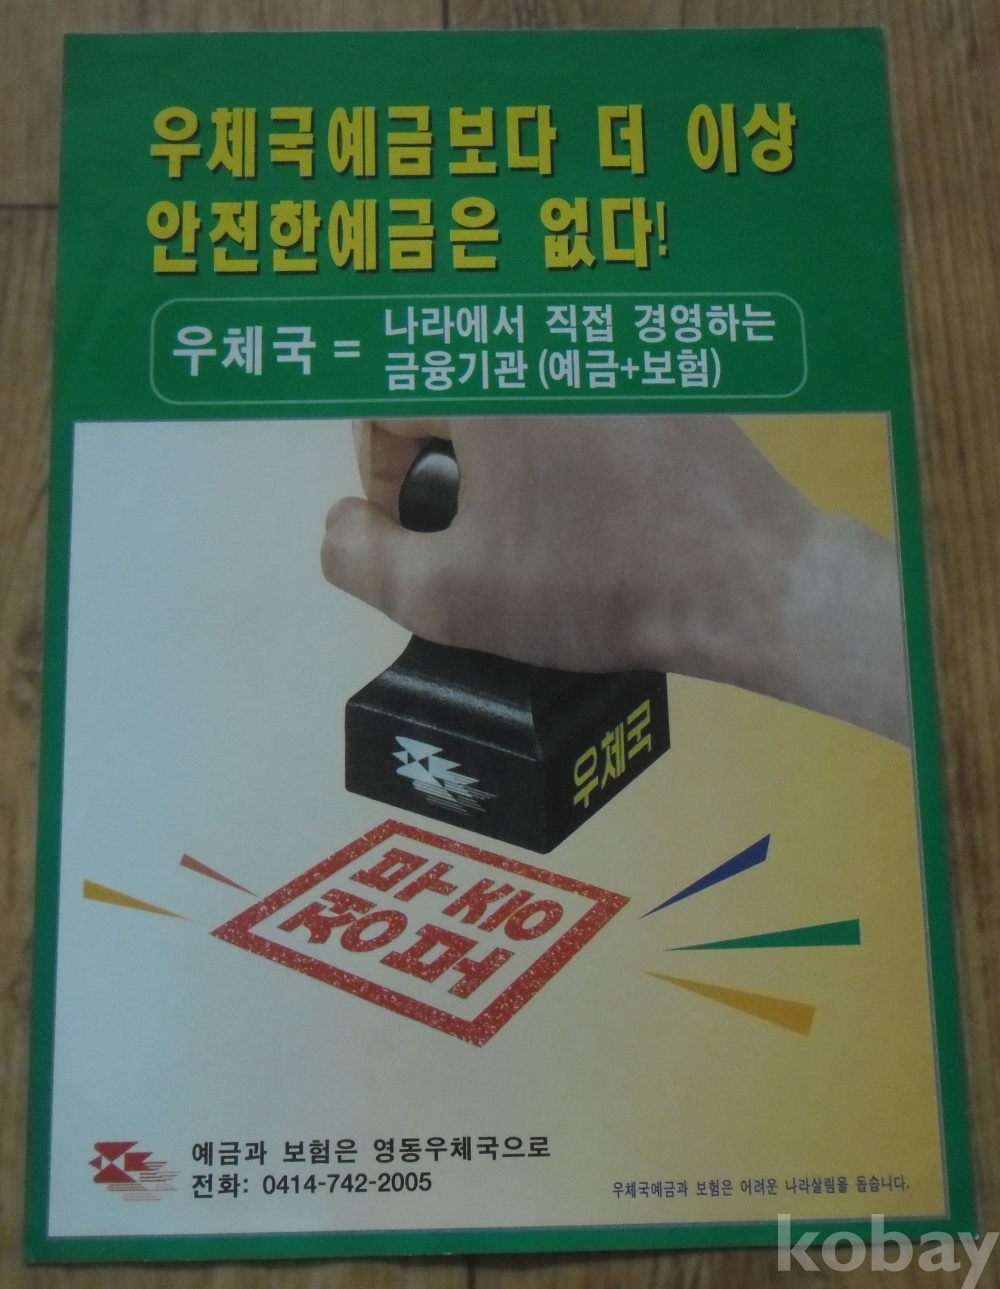 우체국예금보다 더 이상
안전한예금은 없다!
우체국 = 나라에서 직접 경영하는
금융기관 (예금+보험)
우체국
예금과 보험은 영동우체국으로
전화: 0414-742-2005
우체국예금과 보험은 어려운 나라살림을 돕습니다.
kobay